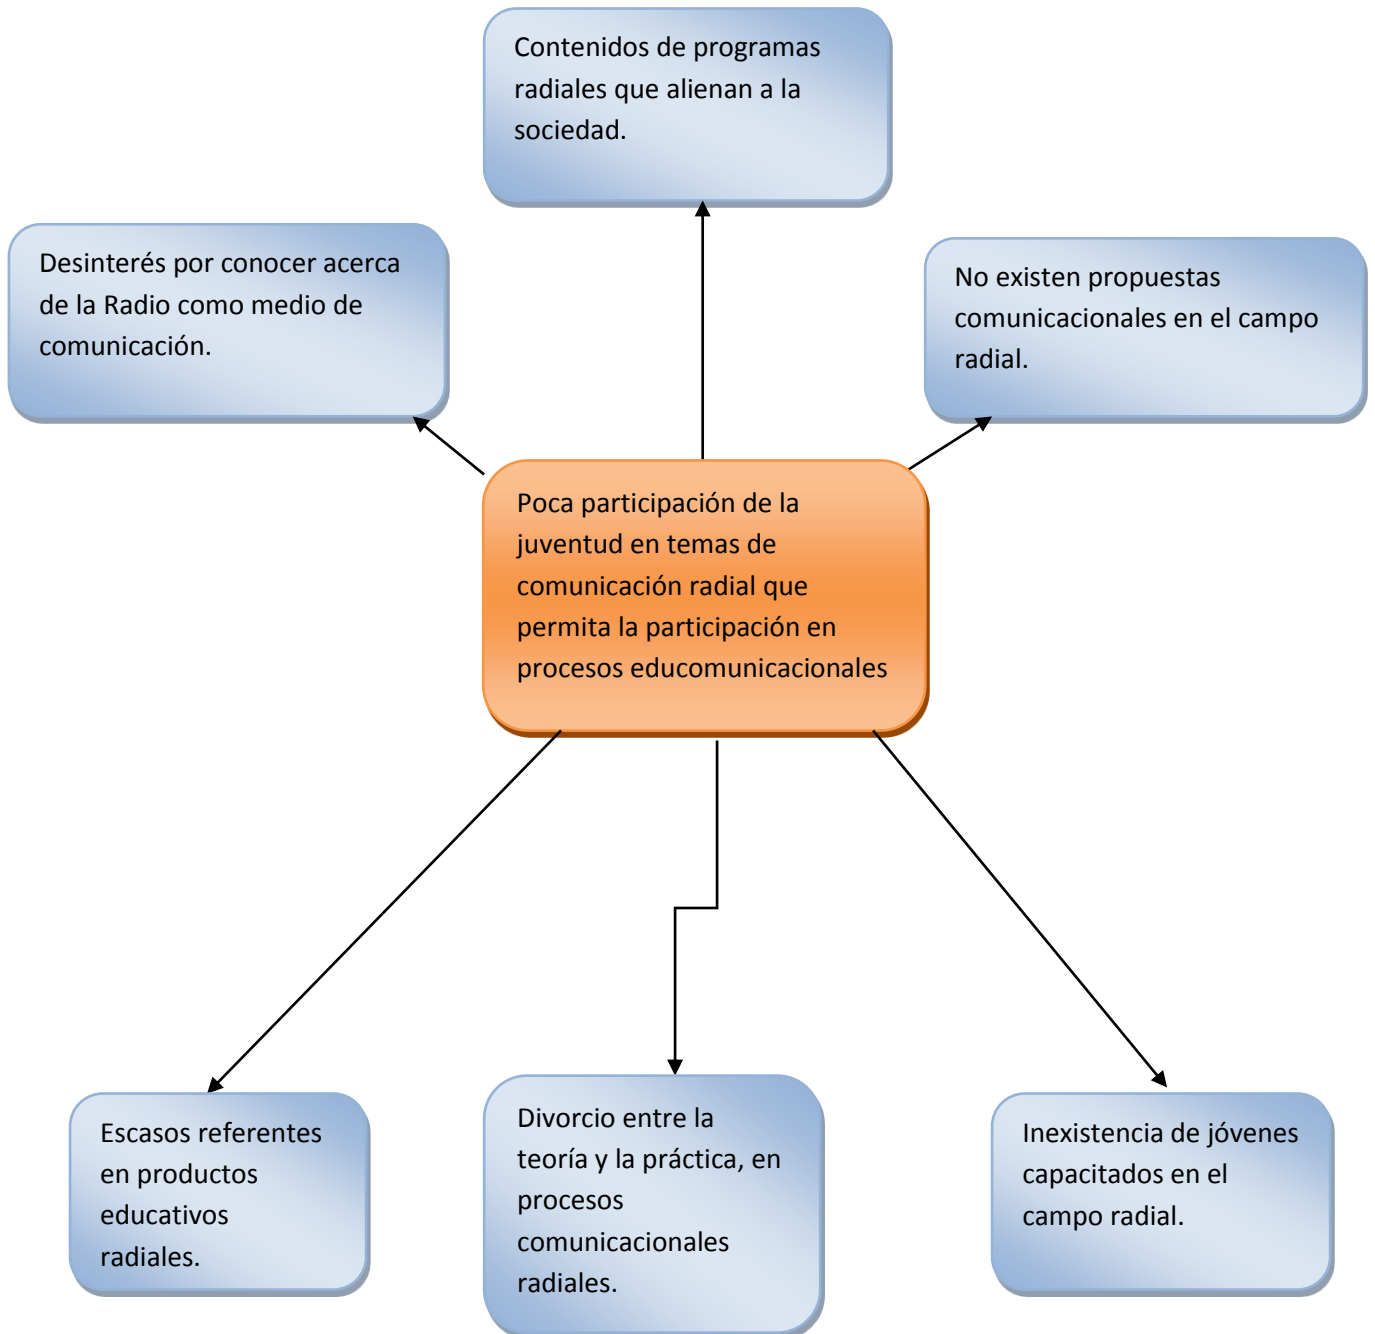 Contenidos de programas
radiales que alienan a la
sociedad.
Desinterés por conocer acerca
de la Radio como medio de
comunicación.
No existen propuestas
comunicacionales en el campo
radial.
Poca participación de la
juventud en temas de
comunicación radial que
permita la participación en
procesos educomunicacionales
Escasos referentes
en productos
educativos
radiales.
Divorcio entre la
teoría y la práctica, en
procesos
comunicacionales
radiales.
Inexistencia de jóvenes
capacitados en el
campo radial.